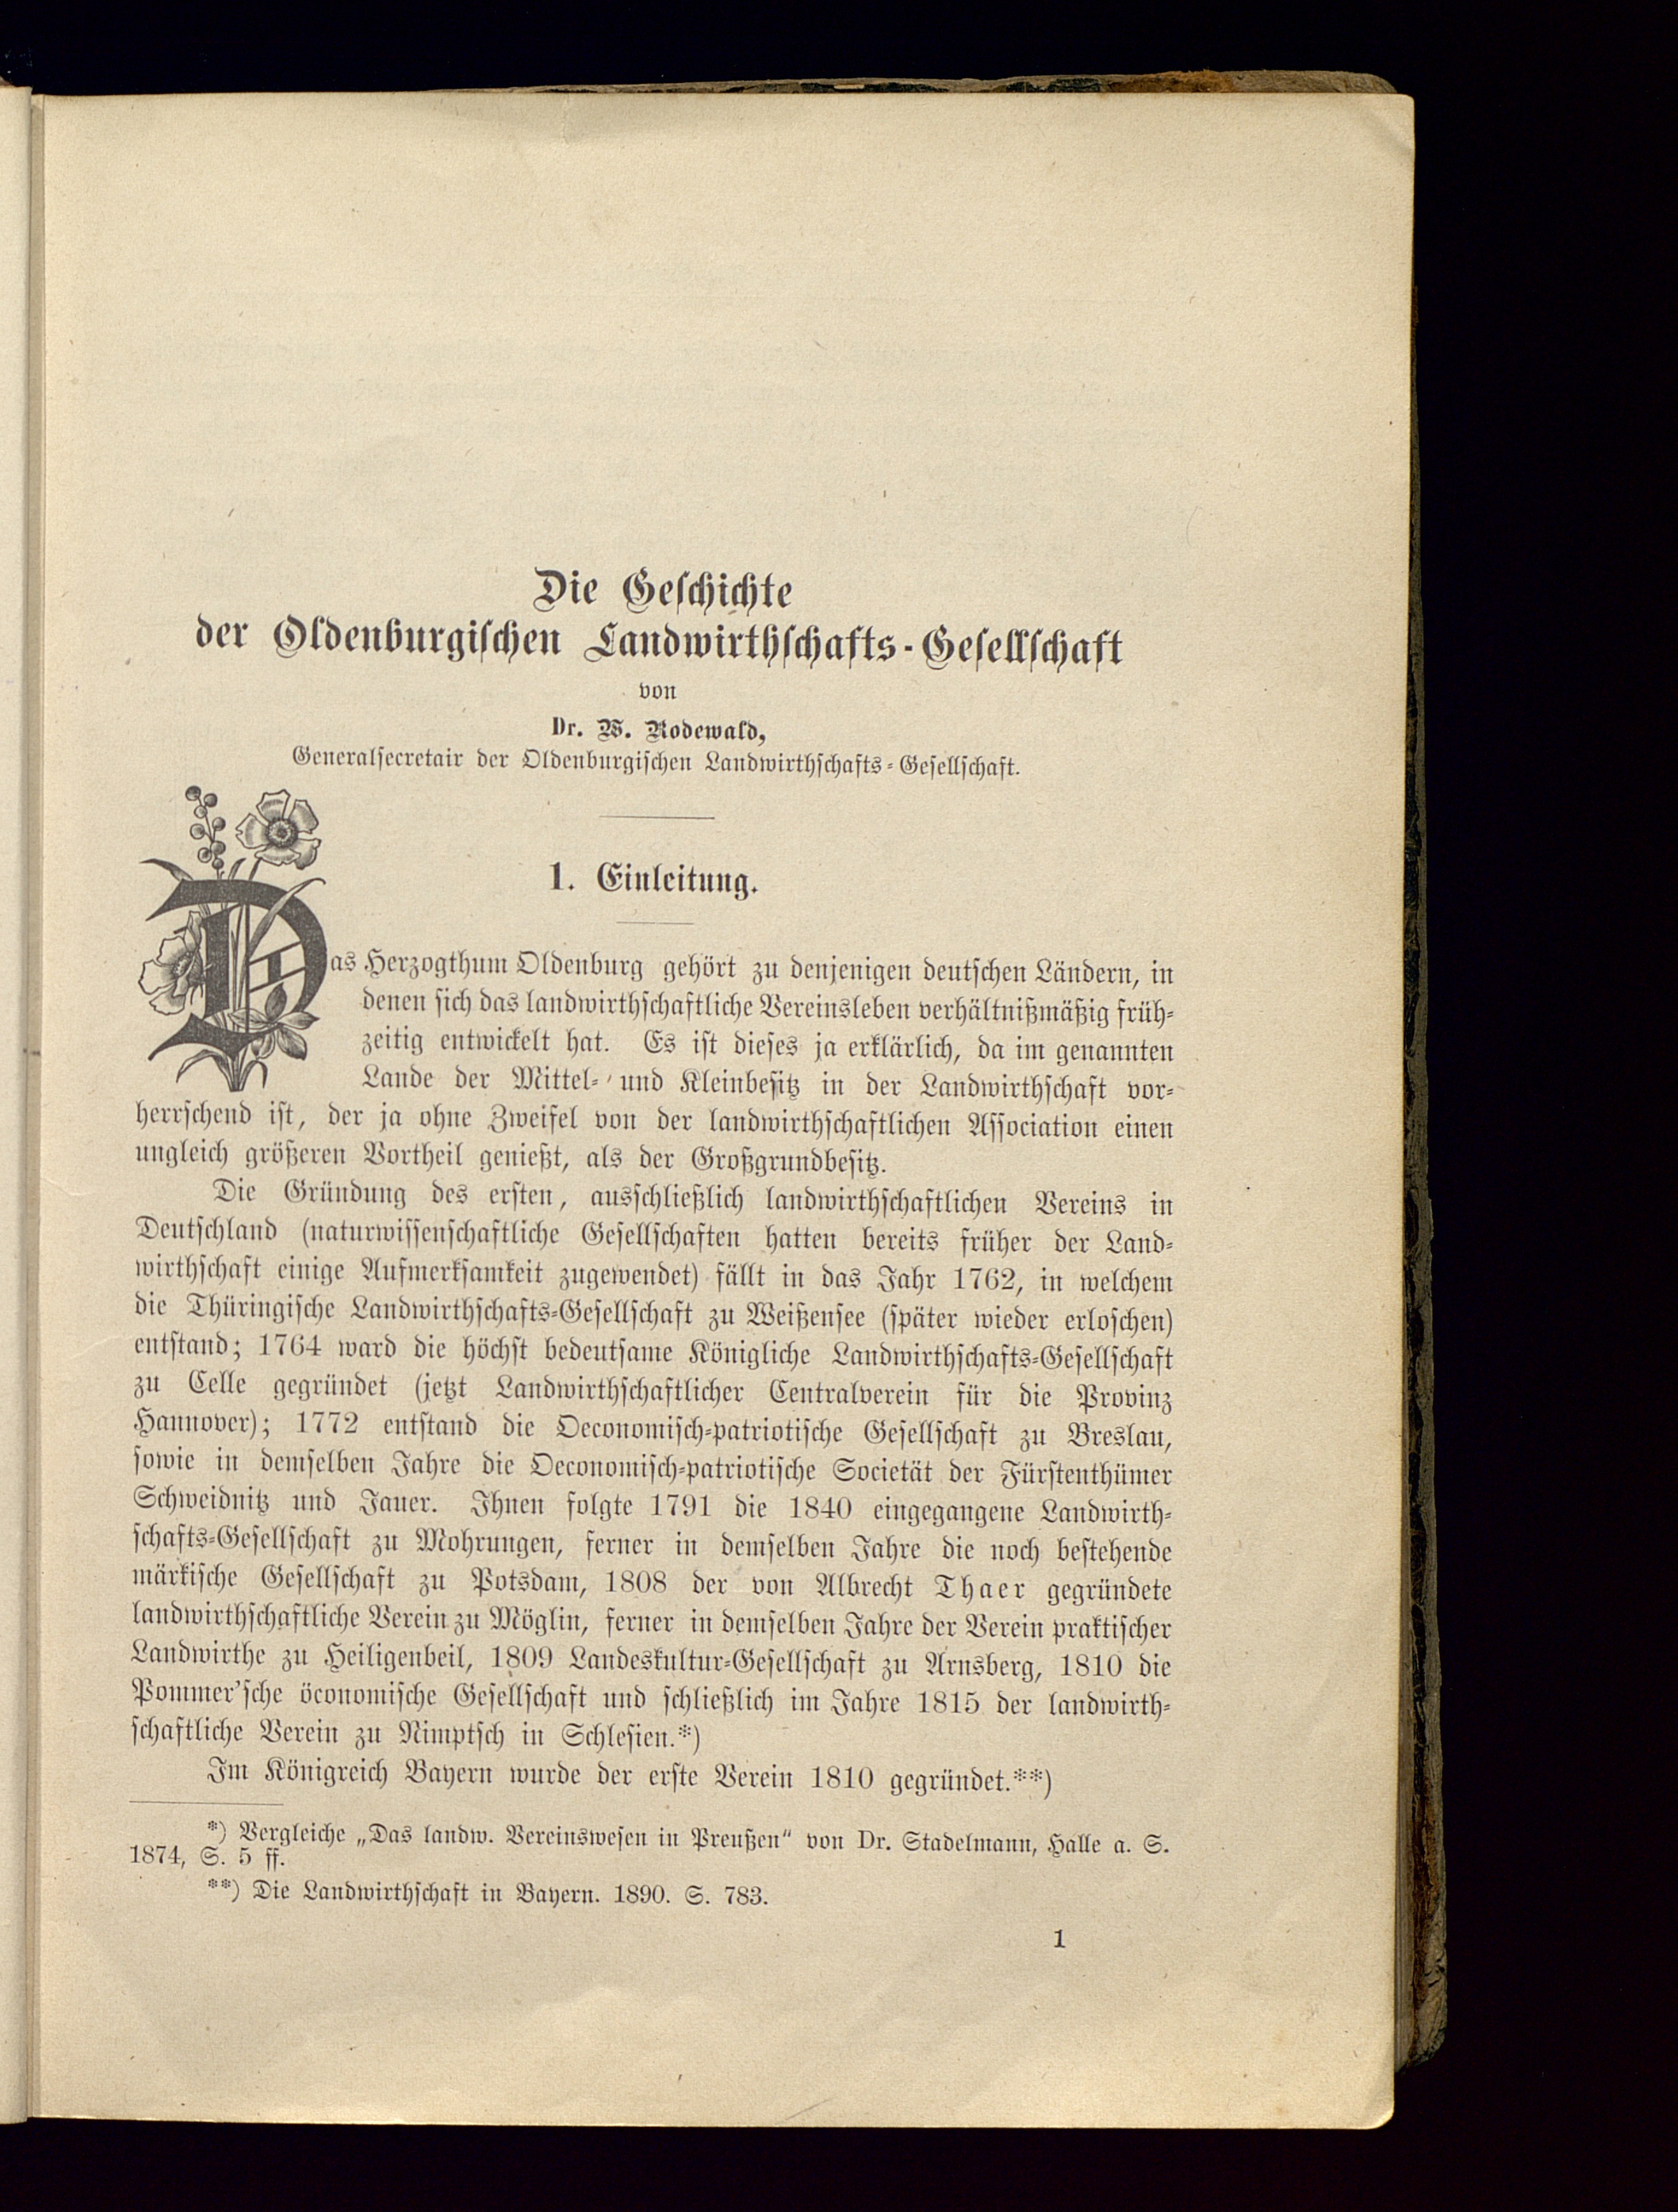 Die Geschichte
der Oldenburgischen Landwirthschafts-Gesellschaft
von
Dr. W. Rodewald,
Generalsecretair der Oldenburgischen Landwirthschafts-Gesellschaft.
1. Einleitung.
Das Herzogthum Oldenburg gehört zu denjenigen deutschen Ländern, in
denen sich das landwirthschaftliche Vereinsleben verhältnißmäßig früh-
zeitig entwickelt hat. Es ist dieses ja erklärlich, da im genannten
Lande der Mittel- und Kleinbesitz in der Landwirthschaft vor-
herrschend ist, der ja ohne Zweifel von der landwirthschaftlichen Association einen
ungleich größeren Vortheil genießt, als der Großgrundbesitz.
Die Gründung des ersten, ausschließlich landwirthschaftlichen Vereins in
Deutschland (naturwissenschaftliche Gesellschaften hatten bereits früher der Land-
wirthschaft einige Aufmerksamkeit zugewendet) fällt in das Jahr 1762, in welchem
die Thüringische Landwirthschafts-Gesellschaft zu Weißensee (später wieder erloschen)
entstand; 1764 ward die höchst bedeutsame Königliche Landwirthschafts-Gesellschaft
zu Celle gegründet (jetzt Landwirthschaftlicher Centralverein für die Provinz
Hannover); 1772 entstand die Oeconomisch-patriotische Gesellschaft zu Breslau,
sowie in demselben Jahre die Oeconomisch-patriotische Societät der Fürstenthümer
Schweidnitz und Jauer. Ihnen folgte 1791 die 1840 eingegangene Landwirth-
schafts-Gesellschaft zu Mohrungen, ferner in demselben Jahre die noch bestehende
märkische Gesellschaft zu Potsdam, 1808 der von Albrecht Thaer gegründete
landwirthschaftliche Verein zu Möglin, ferner in demselben Jahre der Verein praktischer
Landwirthe zu Heiligenbeil, 1809 Landeskultur-Gesellschaft zu Arnsberg, 1810 die
Pommer'sche öconomische Gesellschaft und schließlich im Jahre 1815 der landwirth-
schaftliche Verein zu Nimptsch in Schlesien.*)
Im Königreich Bayern wurde der erste Verein 1810 gegründet.**)
*) Vergleiche „Das landw. Vereinswesen in Preußen“ von Dr. Stadelmann, Halle a. S.
1874, S. 5 ff.
**) Die Landwirthschaft in Bayern. 1890. S. 783.
1